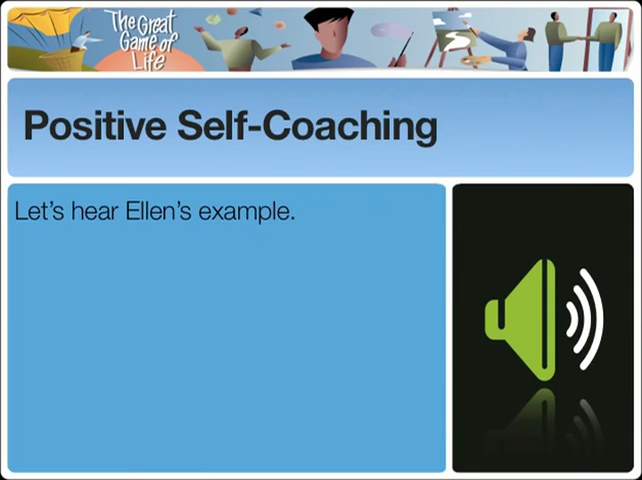 The Great
Game of
Life
Positive Self-Coaching
Let's hear Ellen's example.